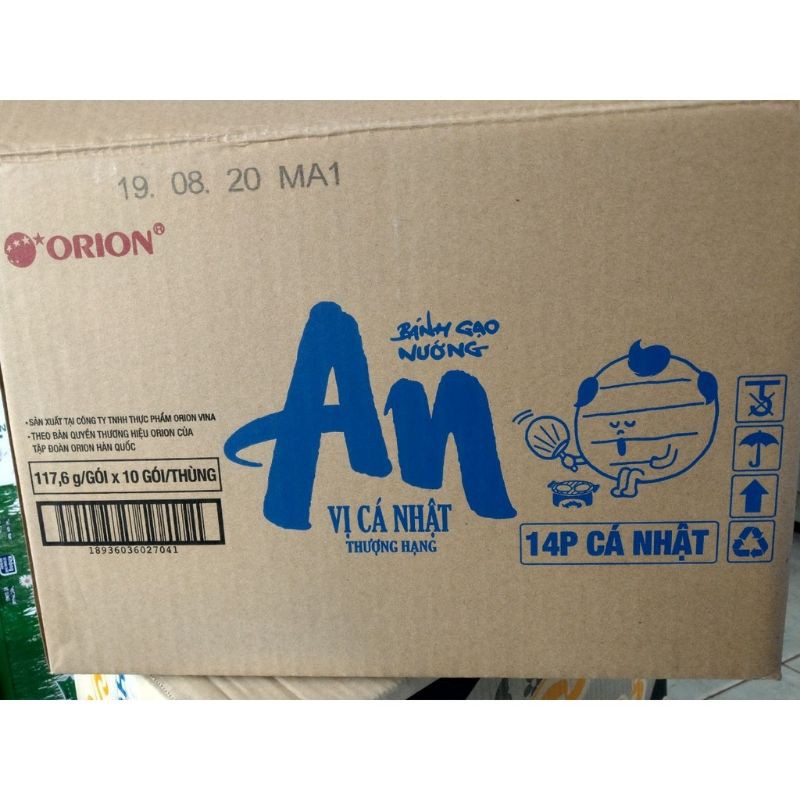 19. 08. 20 MA1
ORION®
BÁNH GẠO
NƯỚNG
An
VỊ CÁ NHẬT
THƯỢNG HẠNG
•SẢN XUẤT TẠI CÔNG TY TNHH THỰC PHẨM ORION VINA
•THEO BẢN QUYỀN THƯƠNG HIỆU ORION CỦA
TẬP ĐOÀN ORION HÀN QUỐC
117,6 g/GÓI x 10 GÓI/THÙNG
18936036027041
14P CÁ NHẬT